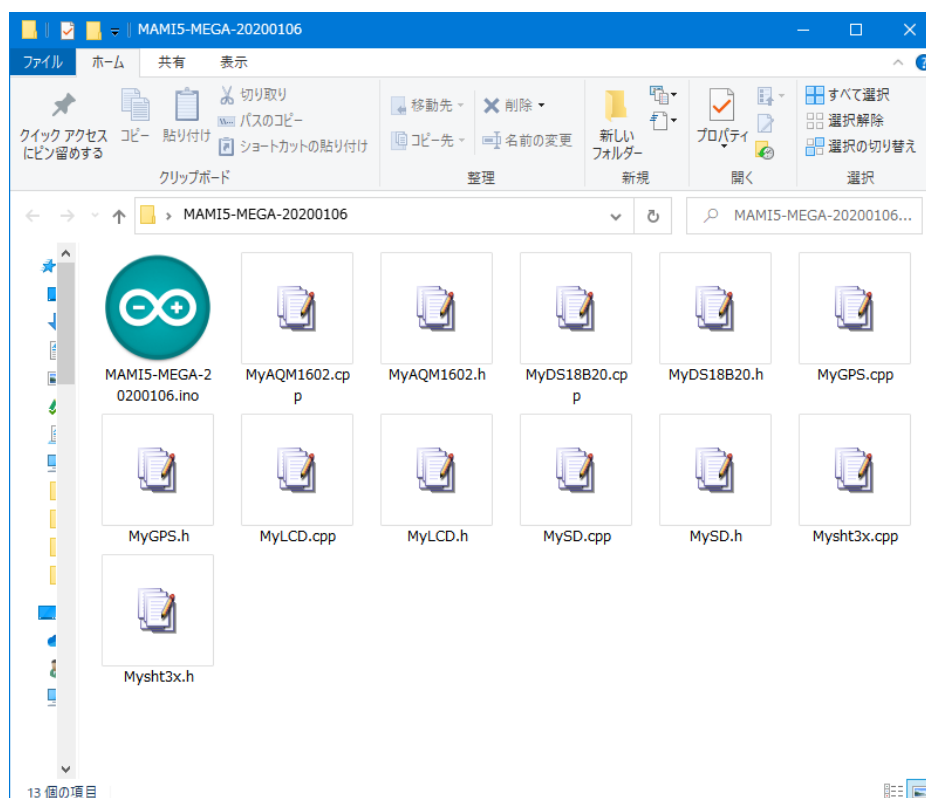 MAMI5-MEGA-20200106
ファイル ホーム 共有 表示
クイック アクセス
にピン留めする
コピー
貼り付け
切り取り
パスのコピー
ショートカットの貼り付け
クリップボード
移動先
コピー先
削除
名前の変更
整理
新しい
フォルダー
新規
プロパティ
開く
すべて選択
選択解除
選択の切り替え
選択
MAMI5-MEGA-20200106
MAMI5-MEGA-20200106...
MAMI5-MEGA-2
0200106.ino
MyAQM1602.cp
p
MyAQM1602.h
MyDS18B20.cp
p
MyDS18B20.h
MyGPS.cpp
MyGPS.h
MyLCD.cpp
MyLCD.h
MySD.cpp
MySD.h
Mysht3x.cpp
Mysht3x.h
13 個の項目